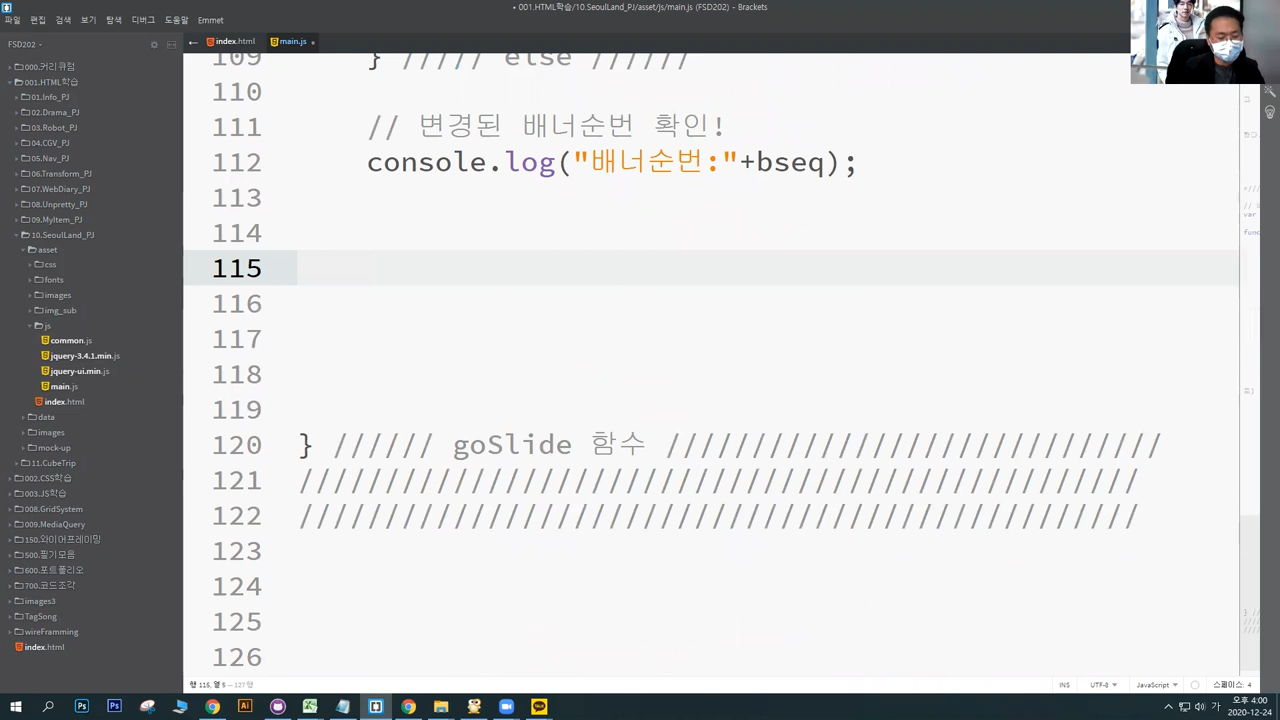 • 001.HTML학습/10.SeoulLand_PJ/asset/js/main.js (FSD202) - Brackets
파일 편집 검색 보기 탐색 디버그 도움말 Emmet
FSD202
index.html
main.js
000.커리큐럼
001.HTML학습
01.Info_PJ
02.Drama_PJ
03.Robot_PJ
04.CGV_PJ
05.Nav_PJ
06.Transform_PJ
07.WebDiary_PJ
08.Unpretty_PJ
09.MyItem_PJ
10.SeoulLand_PJ
asset
css
fonts
images
img_sub
js
common.js
jquery-3.4.1.min.js
jquery-ui.min.js
main.js
index.html
data
images
mock-up
11.CubeTrip
002.CSS학습
003.JS학습
008.GridSystem
009.MediaQuery
150.와이어프레밍
500.필기모음
600.포트폴리오
700.코드조각
images3
TagSong
wireFramming
index.html
109 } ///// else //////
110
111 // 변경된 배너순번 확인!
112 console.log("배너순번:"+bseq);
113
114
115
116
117
118
119
120 } ////// goSlide 함수 /////////////////////////////
121 /////////////////////////////////////////////////
122 /////////////////////////////////////////////////
123
124
125
126
행 115, 열 5 — 127 행
INS UTF-8 JavaScript 스페이스: 4
가
오후 4:00
2020-12-24